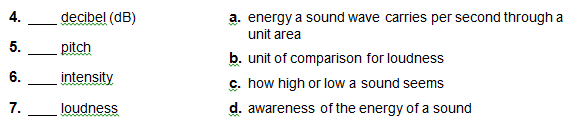 4. ____ decibel (dB)
5. ____ pitch
6. ____ intensity
7. ____ loudness
a. energy a sound wave carries per second through a
unit area
b. unit of comparison for loudness
c. how high or low a sound seems
d. awareness of the energy of a sound